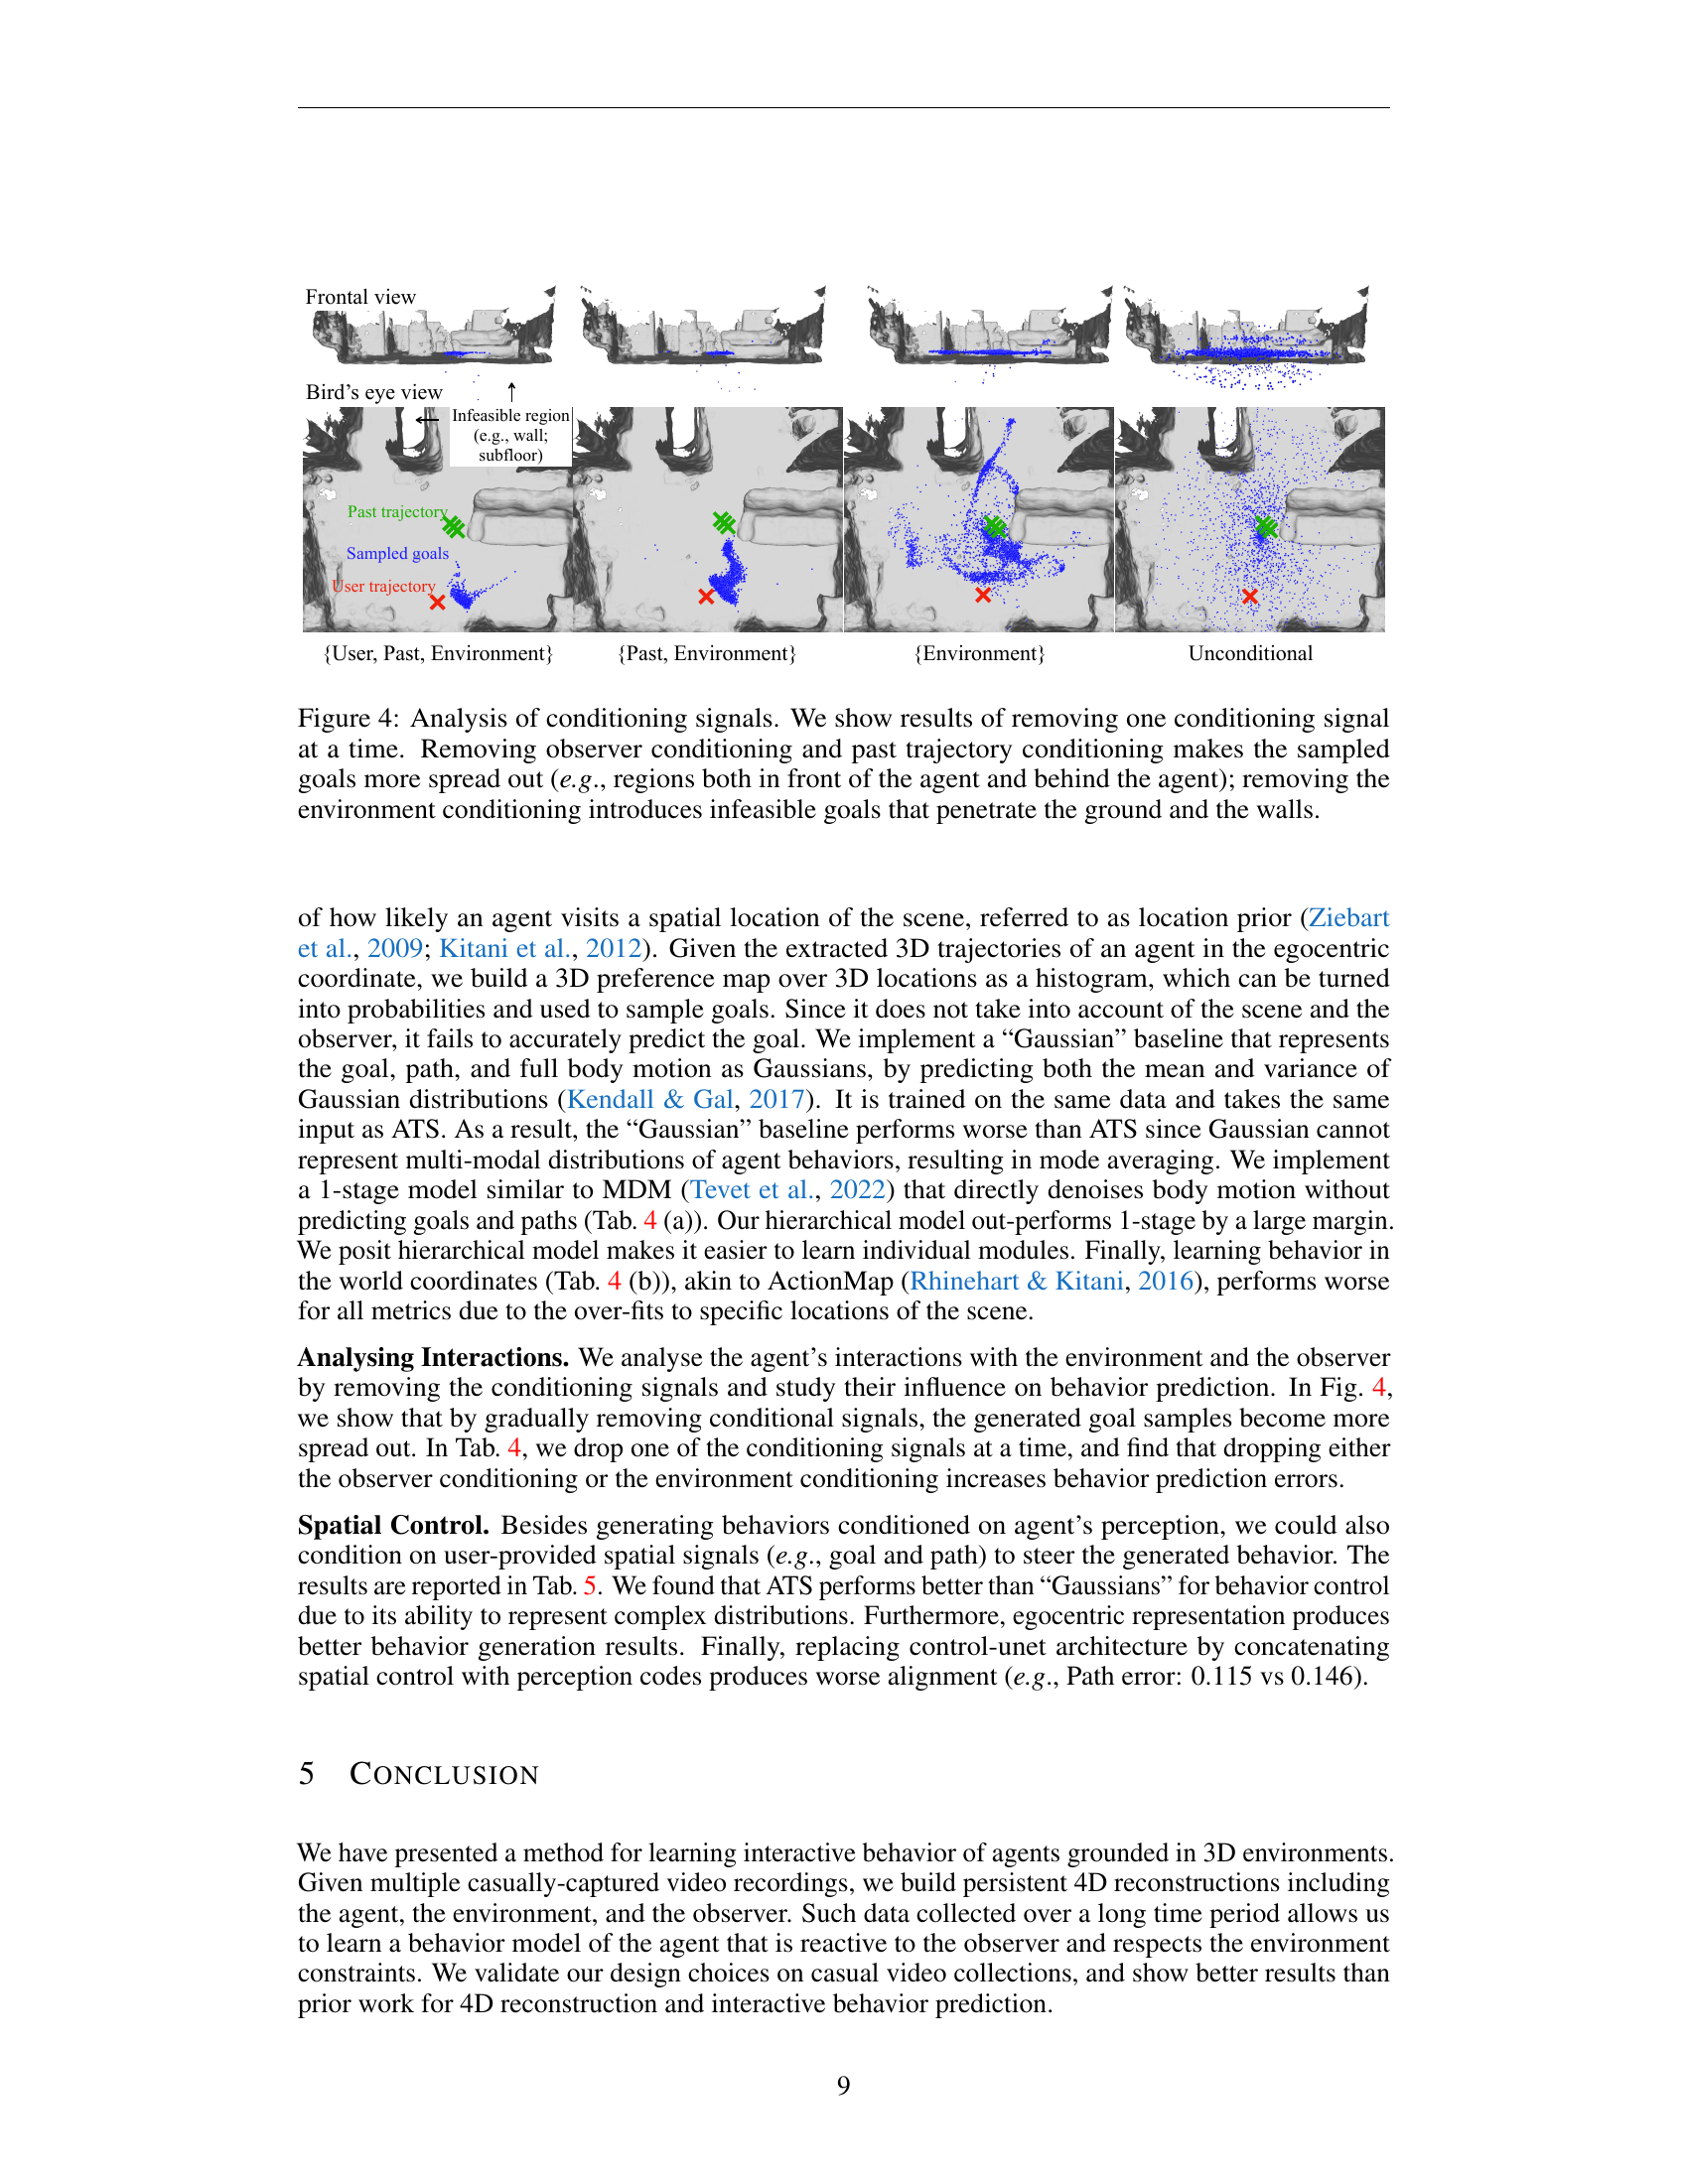 Frontal view
Bird's eye view
Infeasible region
(e.g., wall;
subfloor)
Past trajectory
Sampled goals
User trajectory
{User, Past, Environment}
{Past, Environment}
{Environment}
Unconditional
Figure 4: Analysis of conditioning signals. We show results of removing one conditioning signal
at a time. Removing observer conditioning and past trajectory conditioning makes the sampled
goals more spread out (e.g., regions both in front of the agent and behind the agent); removing the
environment conditioning introduces infeasible goals that penetrate the ground and the walls.
of how likely an agent visits a spatial location of the scene, referred to as location prior (Ziebart
et al., 2009; Kitani et al., 2012). Given the extracted 3D trajectories of an agent in the egocentric
coordinate, we build a 3D preference map over 3D locations as a histogram, which can be turned
into probabilities and used to sample goals. Since it does not take into account of the scene and the
observer, it fails to accurately predict the goal. We implement a “Gaussian” baseline that represents
the goal, path, and full body motion as Gaussians, by predicting both the mean and variance of
Gaussian distributions (Kendall & Gal, 2017). It is trained on the same data and takes the same
input as ATS. As a result, the “Gaussian” baseline performs worse than ATS since Gaussian cannot
represent multi-modal distributions of agent behaviors, resulting in mode averaging. We implement
a 1-stage model similar to MDM (Tevet et al., 2022) that directly denoises body motion without
predicting goals and paths (Tab. 4 (a)). Our hierarchical model out-performs 1-stage by a large margin.
We posit hierarchical model makes it easier to learn individual modules. Finally, learning behavior in
the world coordinates (Tab. 4 (b)), akin to ActionMap (Rhinehart & Kitani, 2016), performs worse
for all metrics due to the over-fits to specific locations of the scene.
Analysing Interactions. We analyse the agent's interactions with the environment and the observer
by removing the conditioning signals and study their influence on behavior prediction. In Fig. 4,
we show that by gradually removing conditional signals, the generated goal samples become more
spread out. In Tab. 4, we drop one of the conditioning signals at a time, and find that dropping either
the observer conditioning or the environment conditioning increases behavior prediction errors.
Spatial Control. Besides generating behaviors conditioned on agent's perception, we could also
condition on user-provided spatial signals (e.g., goal and path) to steer the generated behavior. The
results are reported in Tab. 5. We found that ATS performs better than “Gaussians” for behavior control
due to its ability to represent complex distributions. Furthermore, egocentric representation produces
better behavior generation results. Finally, replacing control-unet architecture by concatenating
spatial control with perception codes produces worse alignment (e.g., Path error: 0.115 vs 0.146).
5 CONCLUSION
We have presented a method for learning interactive behavior of agents grounded in 3D environments.
Given multiple casually-captured video recordings, we build persistent 4D reconstructions including
the agent, the environment, and the observer. Such data collected over a long time period allows us
to learn a behavior model of the agent that is reactive to the observer and respects the environment
constraints. We validate our design choices on casual video collections, and show better results than
prior work for 4D reconstruction and interactive behavior prediction.
9